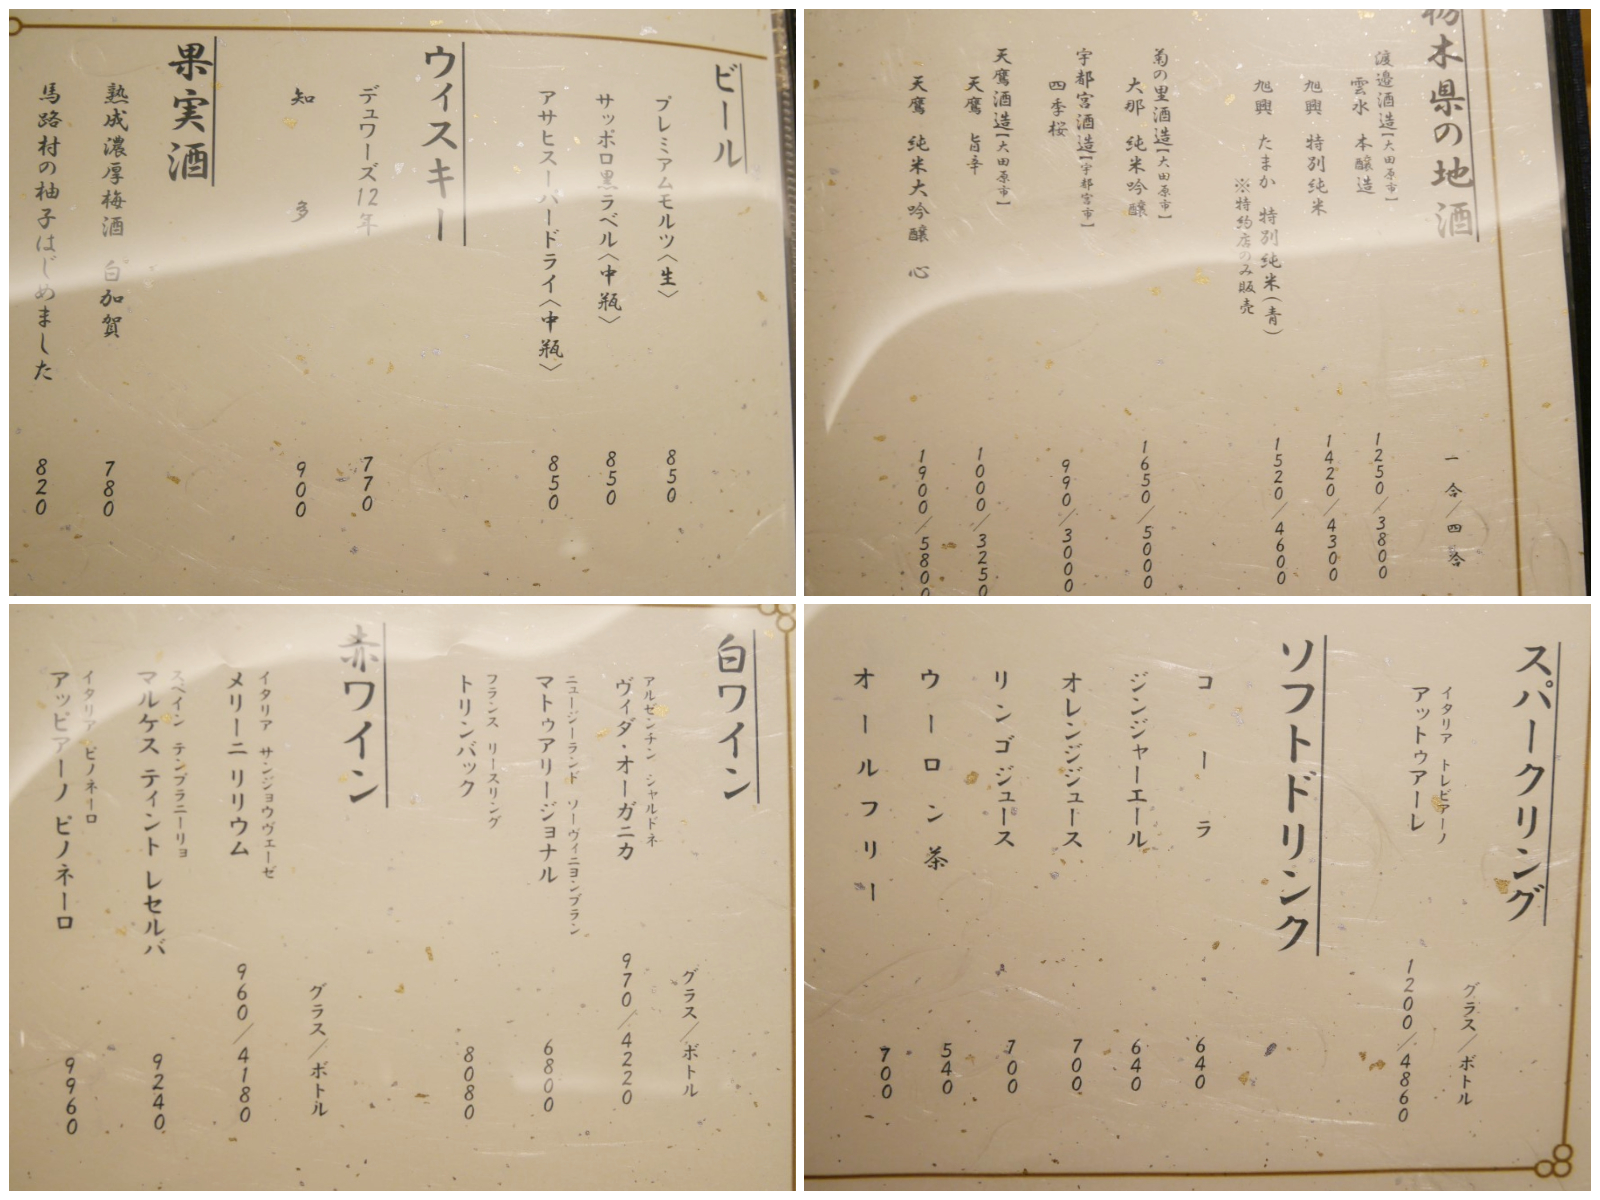 ビール
プレミアムモルツ〈生〉 850
サッポロ黒ラベル〈中瓶〉 850
アサヒスーパードライ〈中瓶〉 850
ウィスキー
デュワーズ12年 770
知多 900
果実酒
熟成濃厚梅酒 白加賀 780
馬路村の柚子はじめました 820
栃木県の地酒
一合/四合
渡邉酒造[大田原市]
雲水 本醸造 1250/3800
旭興 特別純米 1420/4300
旭興 たまか 特別純米(青) 1520/4600
※特約店のみ販売
菊の里酒造[大田原市]
大那 純米吟醸 1650/5000
宇都宮酒造[宇都宮市]
四季桜 990/3000
天鷹酒造[大田原市]
天鷹 旨辛 1000/3250
天鷹 純米大吟醸 心 1900/5800
白ワイン
グラス/ボトル
アルゼンチン シャルドネ
ヴィダ・オーガニカ 970/4220
ニュージーランド ソーヴィニヨンブラン
マトゥアリージョナル 6800
フランス リースリング
トリンバック 8080
赤ワイン
グラス/ボトル
イタリア サンジョウヴェーゼ
メリーニ リリウム 960/4180
スペイン テンプラニーリョ
マルケス ティント レセルバ 9240
イタリア ピノネーロ
アッピアーノ ピノネーロ 9960
スパークリング
グラス/ボトル
イタリア トレビアーノ
アットゥアーレ 1200/4860
ソフトドリンク
コーラ 640
ジンジャーエール 640
オレンジジュース 700
リンゴジュース 700
ウーロン茶 540
オールフリー 700